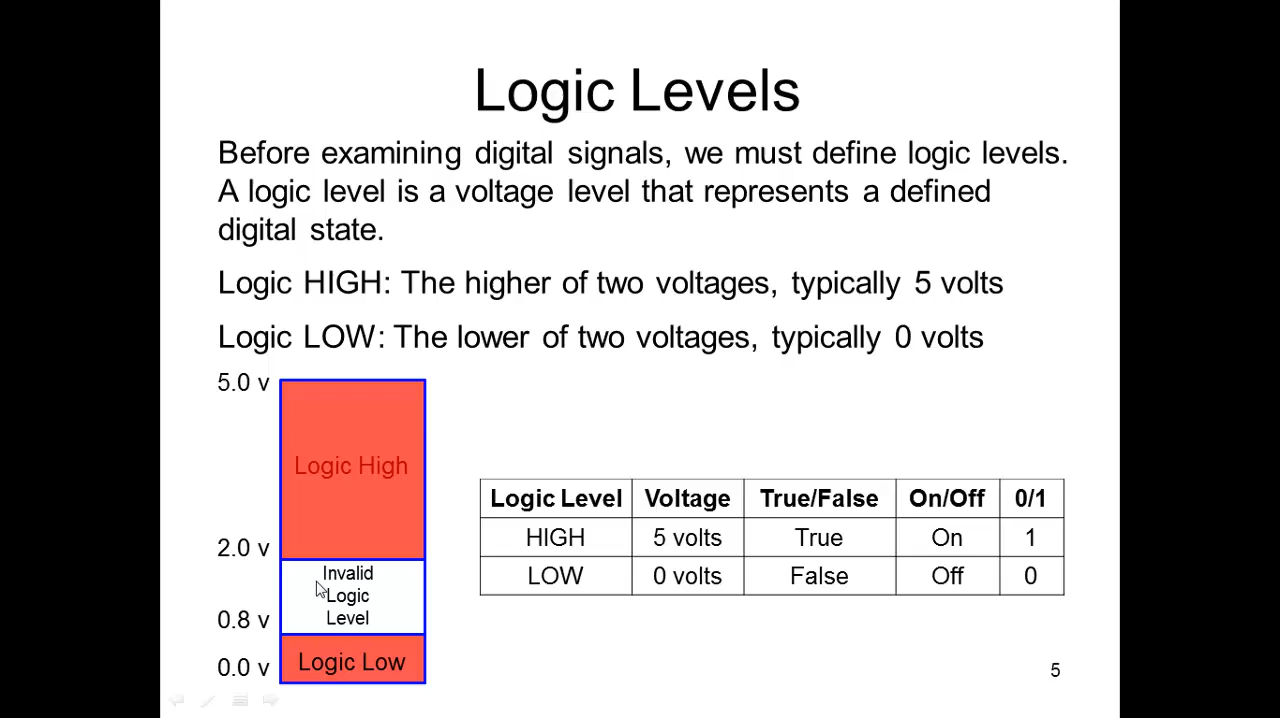 Logic Levels
Before examining digital signals, we must define logic levels.
A logic level is a voltage level that represents a defined
digital state.
Logic HIGH: The higher of two voltages, typically 5 volts
Logic LOW: The lower of two voltages, typically 0 volts
5.0 v
Logic High
2.0 v
Invalid
Logic
Level
0.8 v
Logic Low
0.0 v
Logic Level Voltage True/False On/Off 0/1
HIGH 5 volts True On 1
LOW 0 volts False Off 0
5